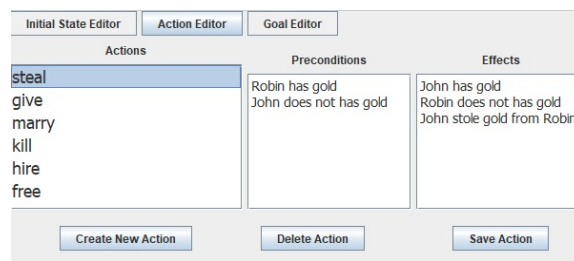 Initial State Editor Action Editor Goal Editor
Actions Preconditions Effects
steal
give
marry
kill
hire
free
Robin has gold
John does not has gold
John has gold
Robin does not has gold
John stole gold from Robin
Create New Action Delete Action Save Action